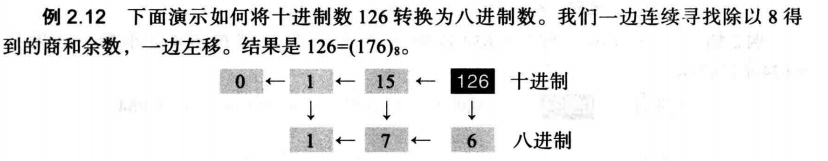 例 2.12 下面演示如何将十进制数 126 转换为八进制数。我们一边连续寻找除以 8 得
到的商和余数，一边左移。结果是 126=(176)₈。
0 ← 1 ← 15 ← 126 十进制
↓ ↓ ↓
1 ← 7 ← 6 八进制